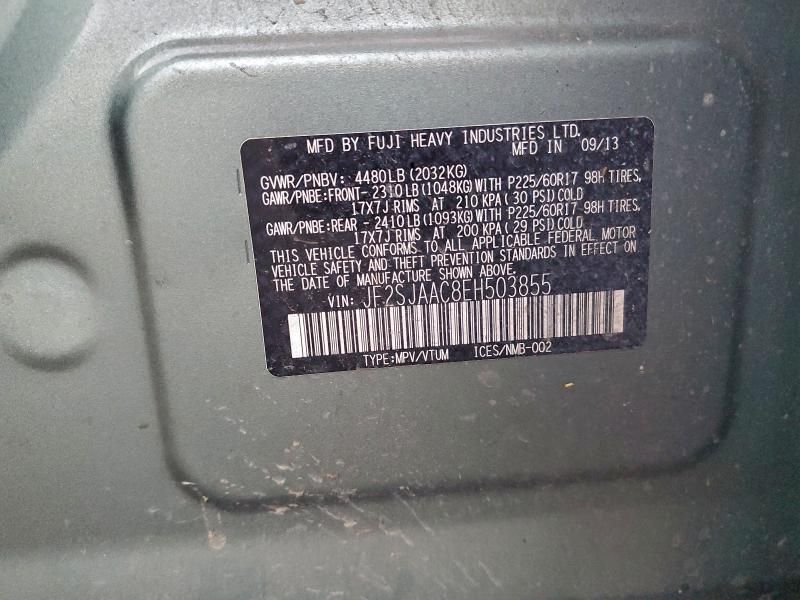 MFD BY FUJI HEAVY INDUSTRIES LTD.
MFD IN 09/13
GVWR/PNBV: 4480LB(2032KG)
GAWR/PNBE:FRONT-2310LB(1048KG)WITH P225/60R17 98H TIRES,
17X7J RIMS AT 210 KPA(30 PSI)COLD
GAWR/PNBE:REAR -2410LB(1093KG)WITH P225/60R17 98H TIRES,
17X7J RIMS AT 200 KPA(29 PSI)COLD
THIS VEHICLE CONFORMS TO ALL APPLICABLE FEDERAL MOTOR
VEHICLE SAFETY AND THEFT PREVENTION STANDARDS IN EFFECT ON
THE DATE OF MANUFACTURE SHOWN ABOVE.
VIN: JF2SJAAC8EH503855
TYPE:MPV/VTUM ICES/NMB-002